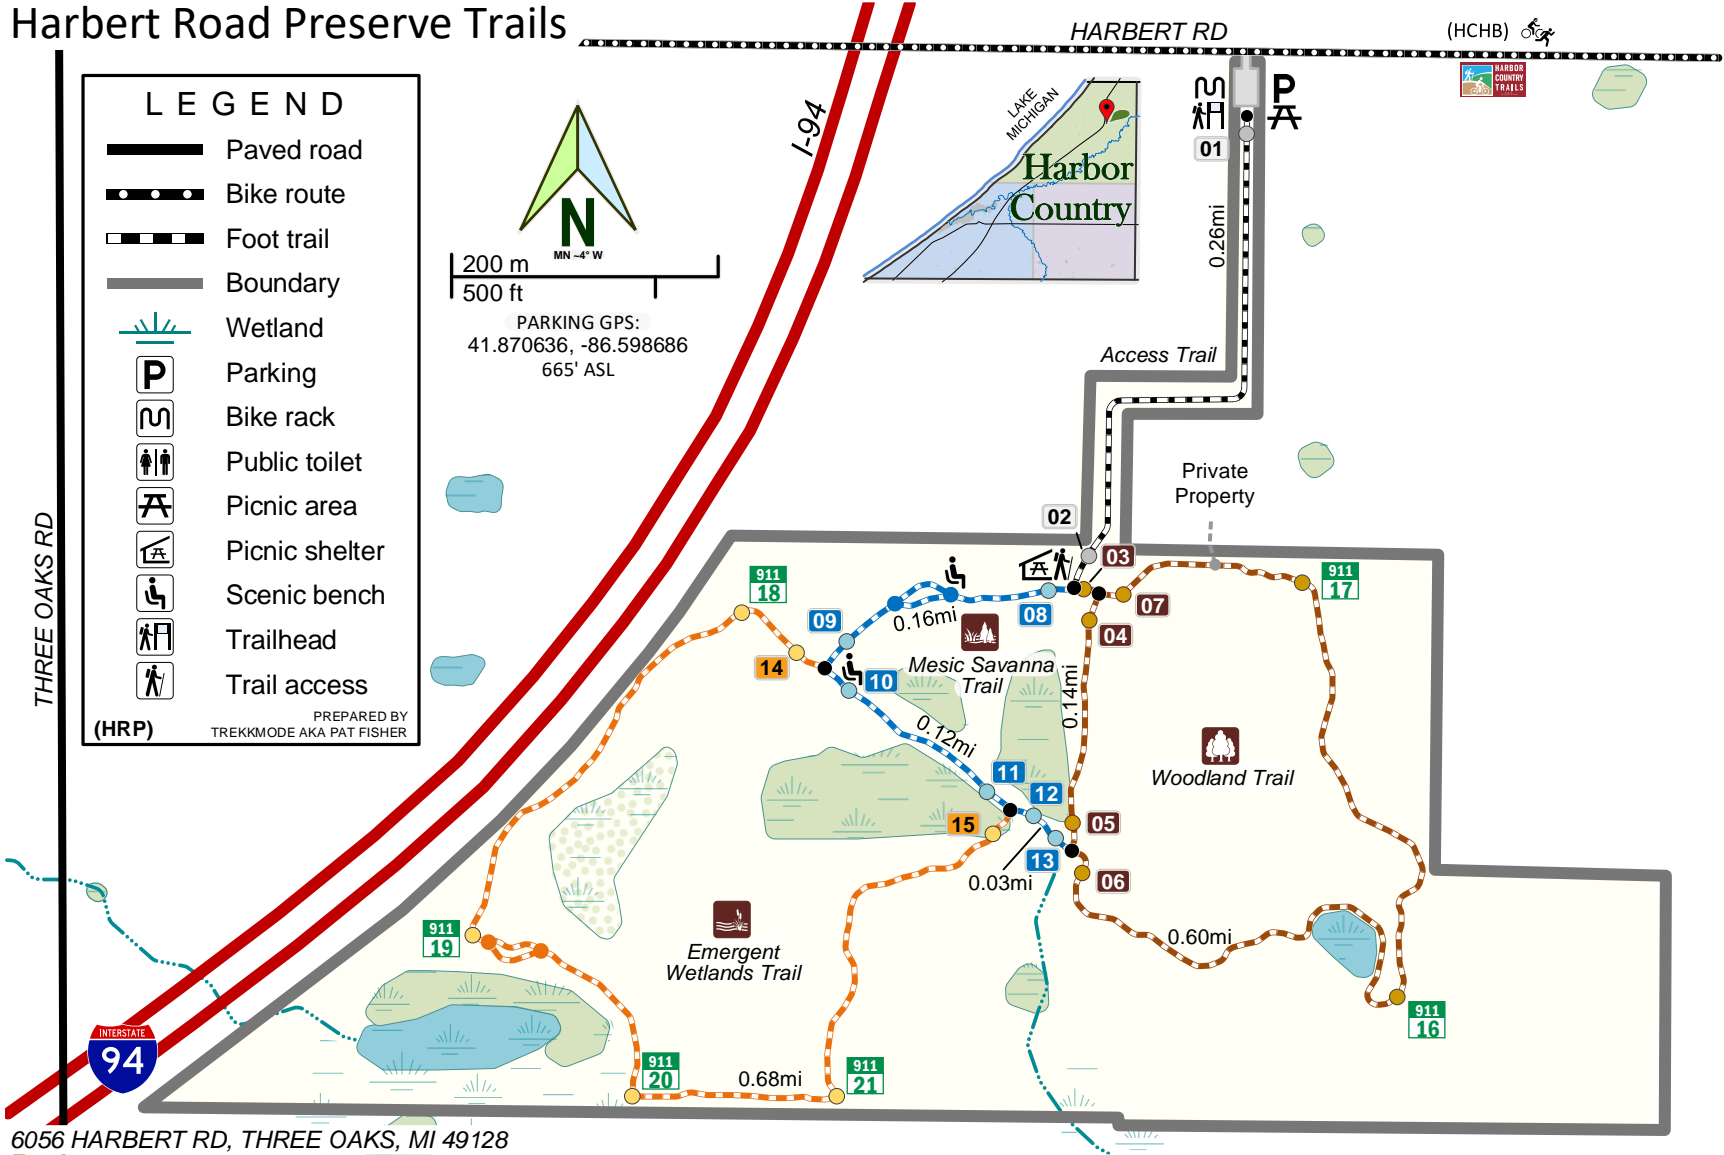 Harbert Road Preserve Trails
HARBERT RD
(HCHB)
HARBOR
COUNTRY
TRAILS
LEGEND
Paved road
Bike route
Foot trail
Boundary
Wetland
P
Parking
Bike rack
Public toilet
Picnic area
Picnic shelter
Scenic bench
Trailhead
Trail access
(HRP)
PREPARED BY
TREKKMODE AKA PAT FISHER
THREE OAKS RD
I-94
N
MN ~4° W
200 m
500 ft
PARKING GPS:
41.870636, -86.598686
665' ASL
LAKE
MICHIGAN
Harbor
Country
P
01
0.26mi
Access Trail
Private
Property
02
03
07
04
08
09
0.16mi
Mesic Savanna
Trail
10
14
911
18
911
17
0.14mi
0.12mi
Woodland Trail
11
12
15
05
13
0.03mi
06
0.60mi
911
19
Emergent
Wetlands Trail
911
16
911
20
0.68mi
911
21
INTERSTATE
94
6056 HARBERT RD, THREE OAKS, MI 49128